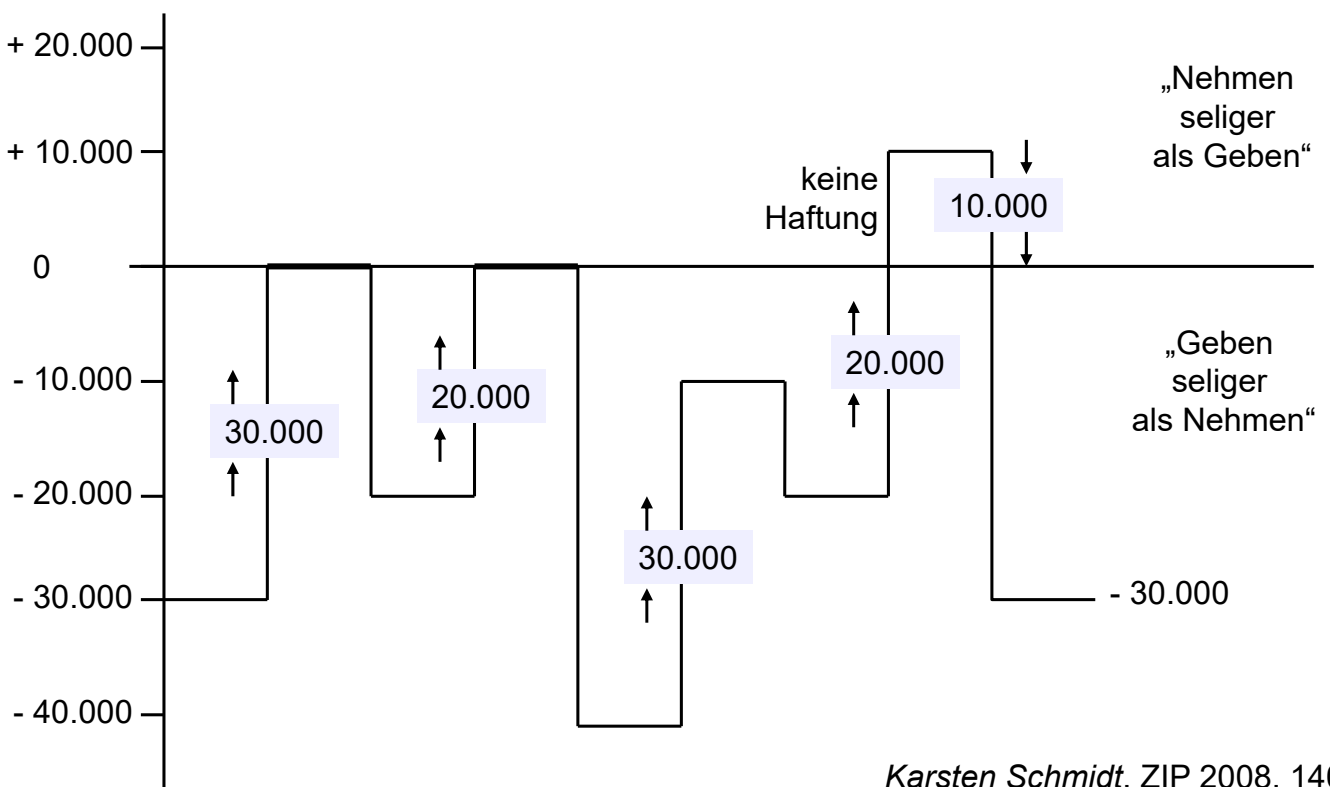 + 20.000
„Nehmen
seliger
als Geben“
+ 10.000
keine
Haftung
10.000
0
20.000
„Geben
seliger
als Nehmen“
- 10.000
20.000
30.000
- 20.000
30.000
- 30.000
- 30.000
- 40.000
Karsten Schmidt, ZIP 2008, 140